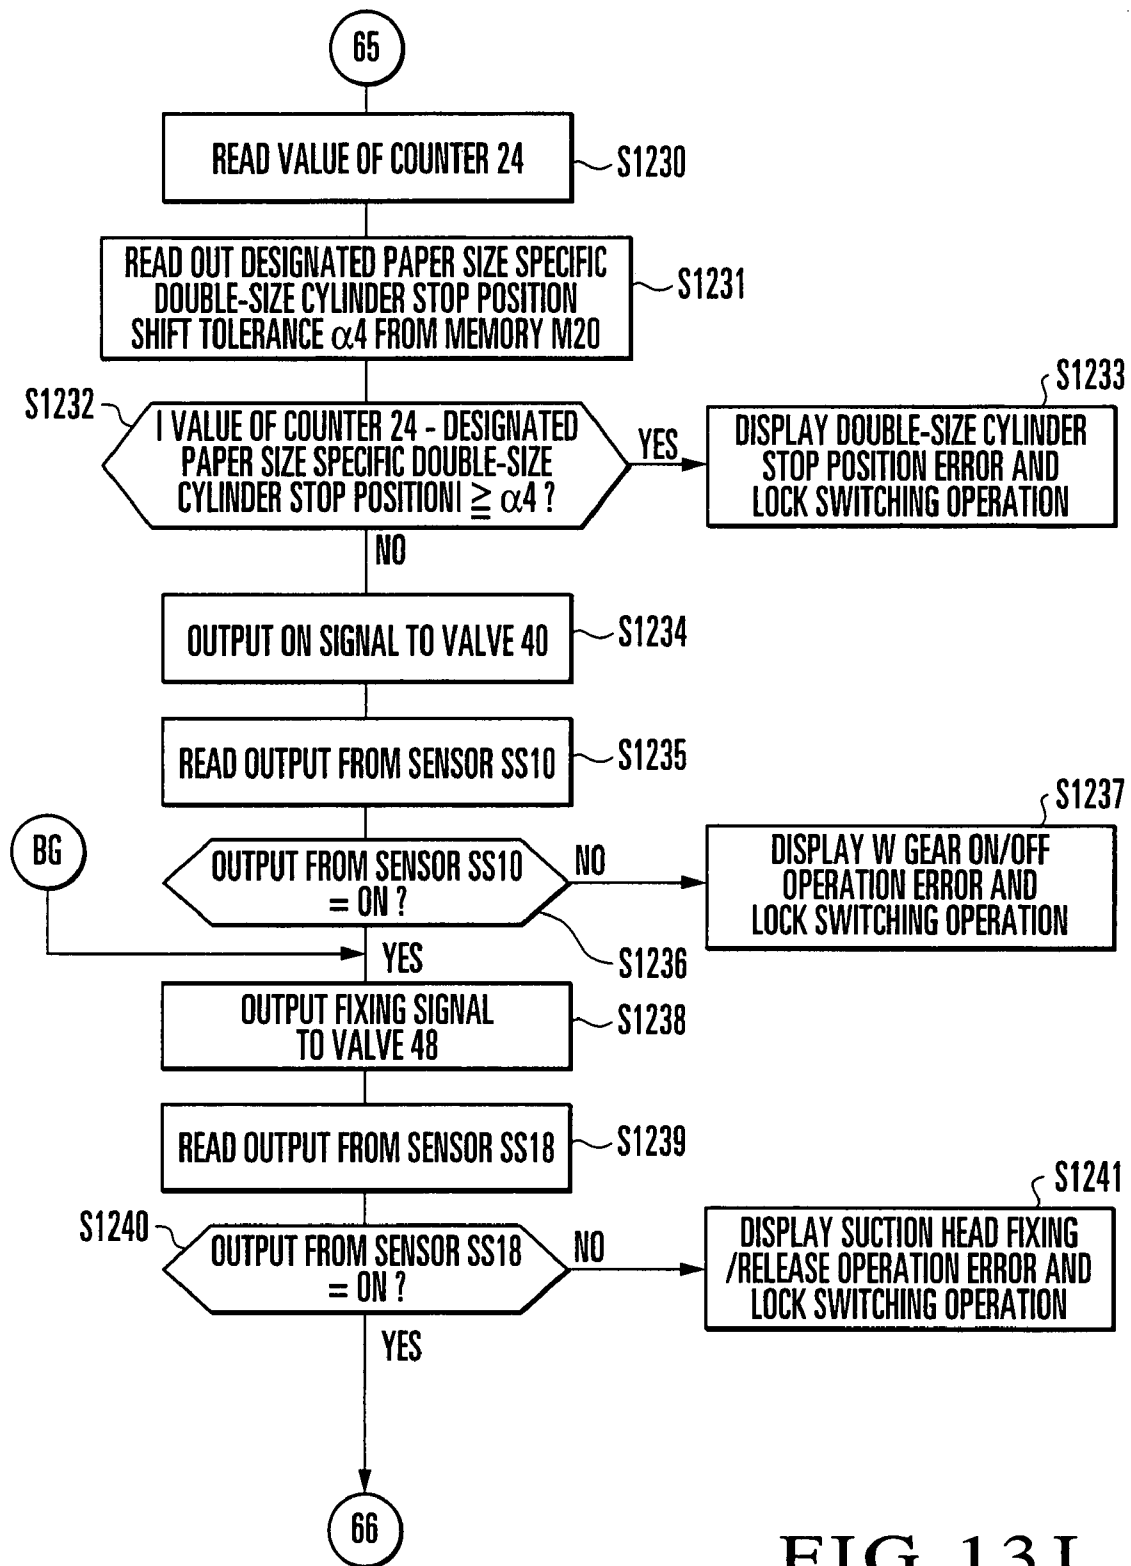 65
READ VALUE OF COUNTER 24
S1230
READ OUT DESIGNATED PAPER SIZE SPECIFIC
DOUBLE-SIZE CYLINDER STOP POSITION
SHIFT TOLERANCE α4 FROM MEMORY M20
S1231
S1232
| VALUE OF COUNTER 24 - DESIGNATED
PAPER SIZE SPECIFIC DOUBLE-SIZE
CYLINDER STOP POSITION| ≧ α4 ?
YES
NO
S1233
DISPLAY DOUBLE-SIZE CYLINDER
STOP POSITION ERROR AND
LOCK SWITCHING OPERATION
OUTPUT ON SIGNAL TO VALVE 40
S1234
READ OUTPUT FROM SENSOR SS10
S1235
BG
OUTPUT FROM SENSOR SS10
= ON ?
NO
S1236
YES
S1237
DISPLAY W GEAR ON/OFF
OPERATION ERROR AND
LOCK SWITCHING OPERATION
OUTPUT FIXING SIGNAL
TO VALVE 48
S1238
READ OUTPUT FROM SENSOR SS18
S1239
S1240
OUTPUT FROM SENSOR SS18
= ON ?
NO
YES
S1241
DISPLAY SUCTION HEAD FIXING
/RELEASE OPERATION ERROR AND
LOCK SWITCHING OPERATION
66